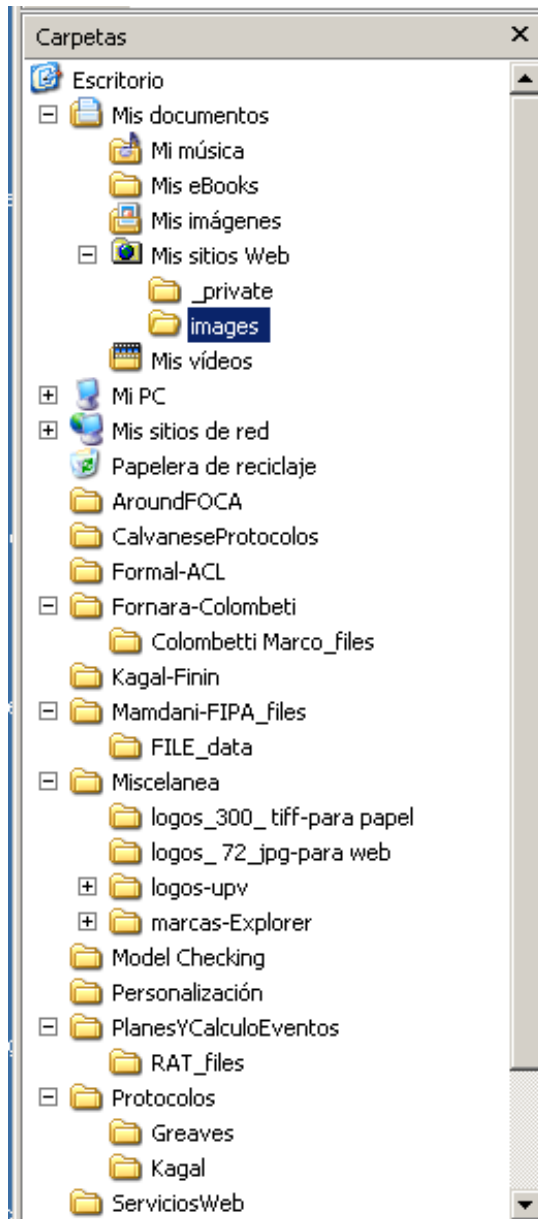 Carpetas
Escritorio
Mis documentos
Mi música
Mis eBooks
Mis imágenes
Mis sitios Web
_private
images
Mis vídeos
Mi PC
Mis sitios de red
Papelera de reciclaje
AroundFOCA
CalvaneseProtocolos
Formal-ACL
Fornara-Colombeti
Colombetti Marco_files
Kagal-Finin
Mamdani-FIPA_files
FILE_data
Miscelanea
logos_300_ tiff-para papel
logos_ 72_jpg-para web
logos-upv
marcas-Explorer
Model Checking
Personalización
PlanesYCalculoEventos
RAT_files
Protocolos
Greaves
Kagal
ServiciosWeb